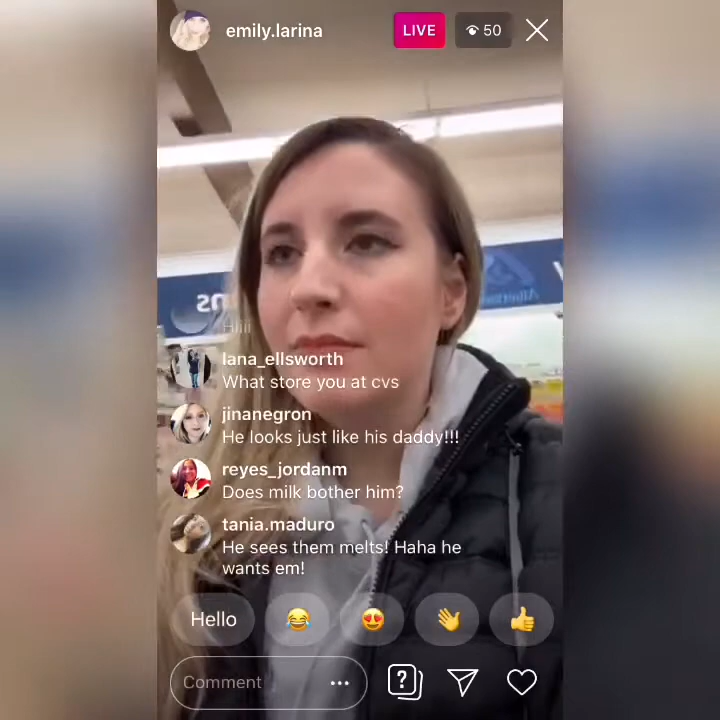 emily.larina
LIVE
50
Hiii
lana_ellsworth
What store you at cvs
jinanegron
He looks just like his daddy!!!
reyes_jordanm
Does milk bother him?
tania.maduro
He sees them melts! Haha he
wants em!
Hello
Comment